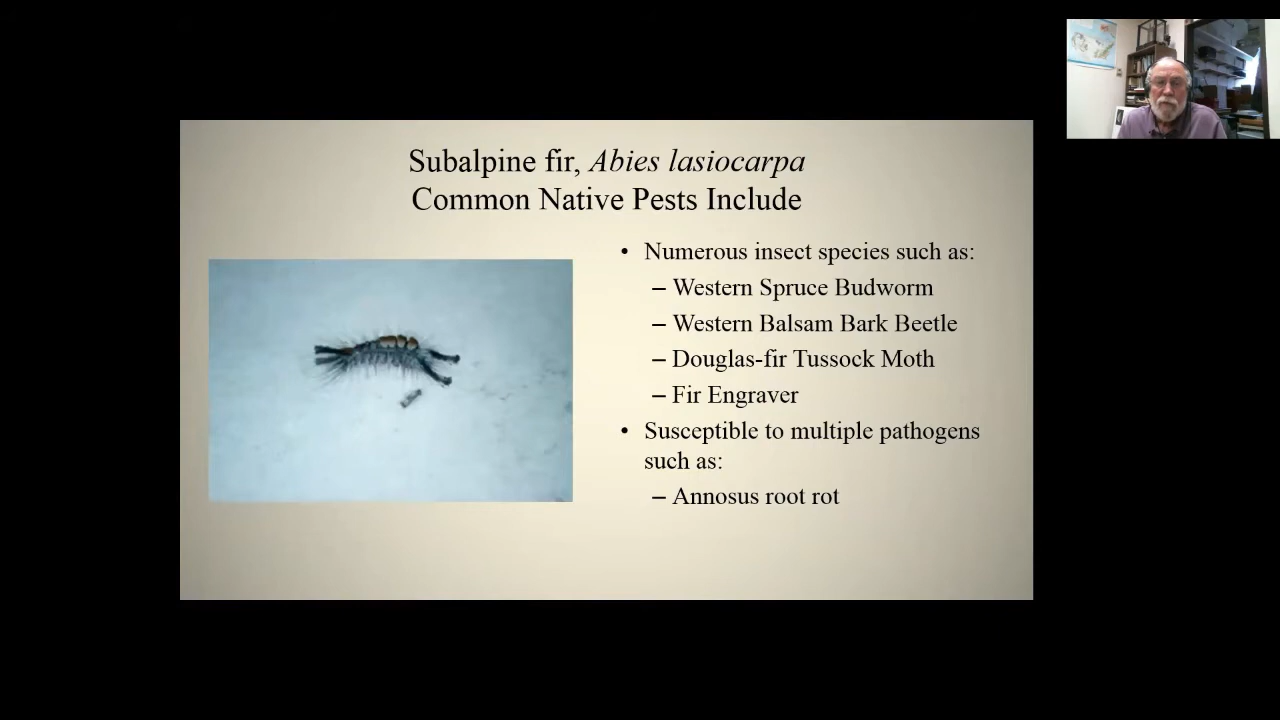 Subalpine fir, Abies lasiocarpa
Common Native Pests Include
• Numerous insect species such as:
– Western Spruce Budworm
– Western Balsam Bark Beetle
– Douglas-fir Tussock Moth
– Fir Engraver
• Susceptible to multiple pathogens
such as:
– Annosus root rot